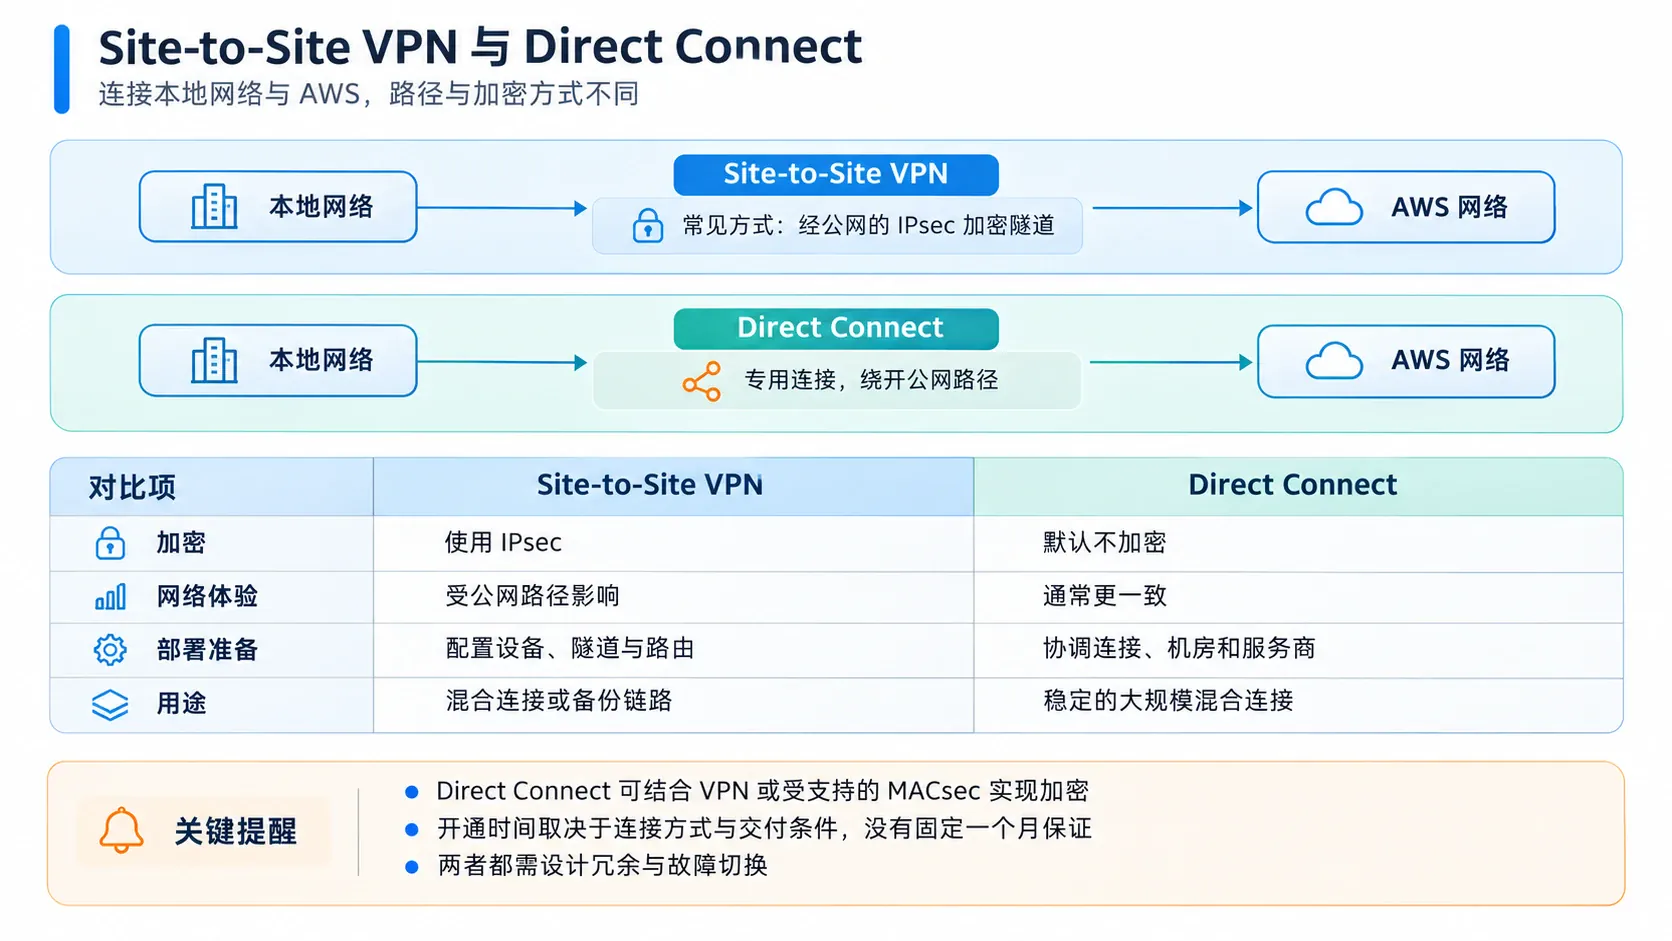 Site-to-Site VPN 与 Direct Connect
连接本地网络与 AWS，路径与加密方式不同
本地网络
Site-to-Site VPN
常见方式：经公网的 IPsec 加密隧道
AWS 网络
本地网络
Direct Connect
专用连接，绕开公网路径
AWS 网络
对比项 Site-to-Site VPN Direct Connect
加密 使用 IPsec 默认不加密
网络体验 受公网路径影响 通常更一致
部署准备 配置设备、隧道与路由 协调连接、机房和服务商
用途 混合连接或备份链路 稳定的大规模混合连接
关键提醒
Direct Connect 可结合 VPN 或受支持的 MACsec 实现加密
开通时间取决于连接方式与交付条件，没有固定一个月保证
两者都需设计冗余与故障切换